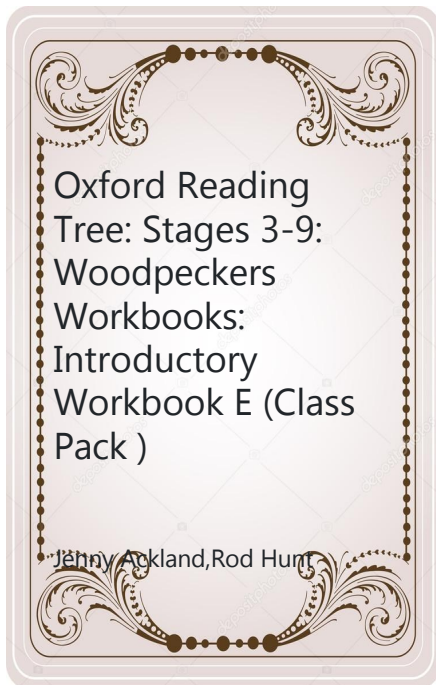 Oxford Reading
Tree: Stages 3-9:
Woodpeckers
Workbooks:
Introductory
Workbook E (Class
Pack )
Jenny Ackland,Rod Hunt